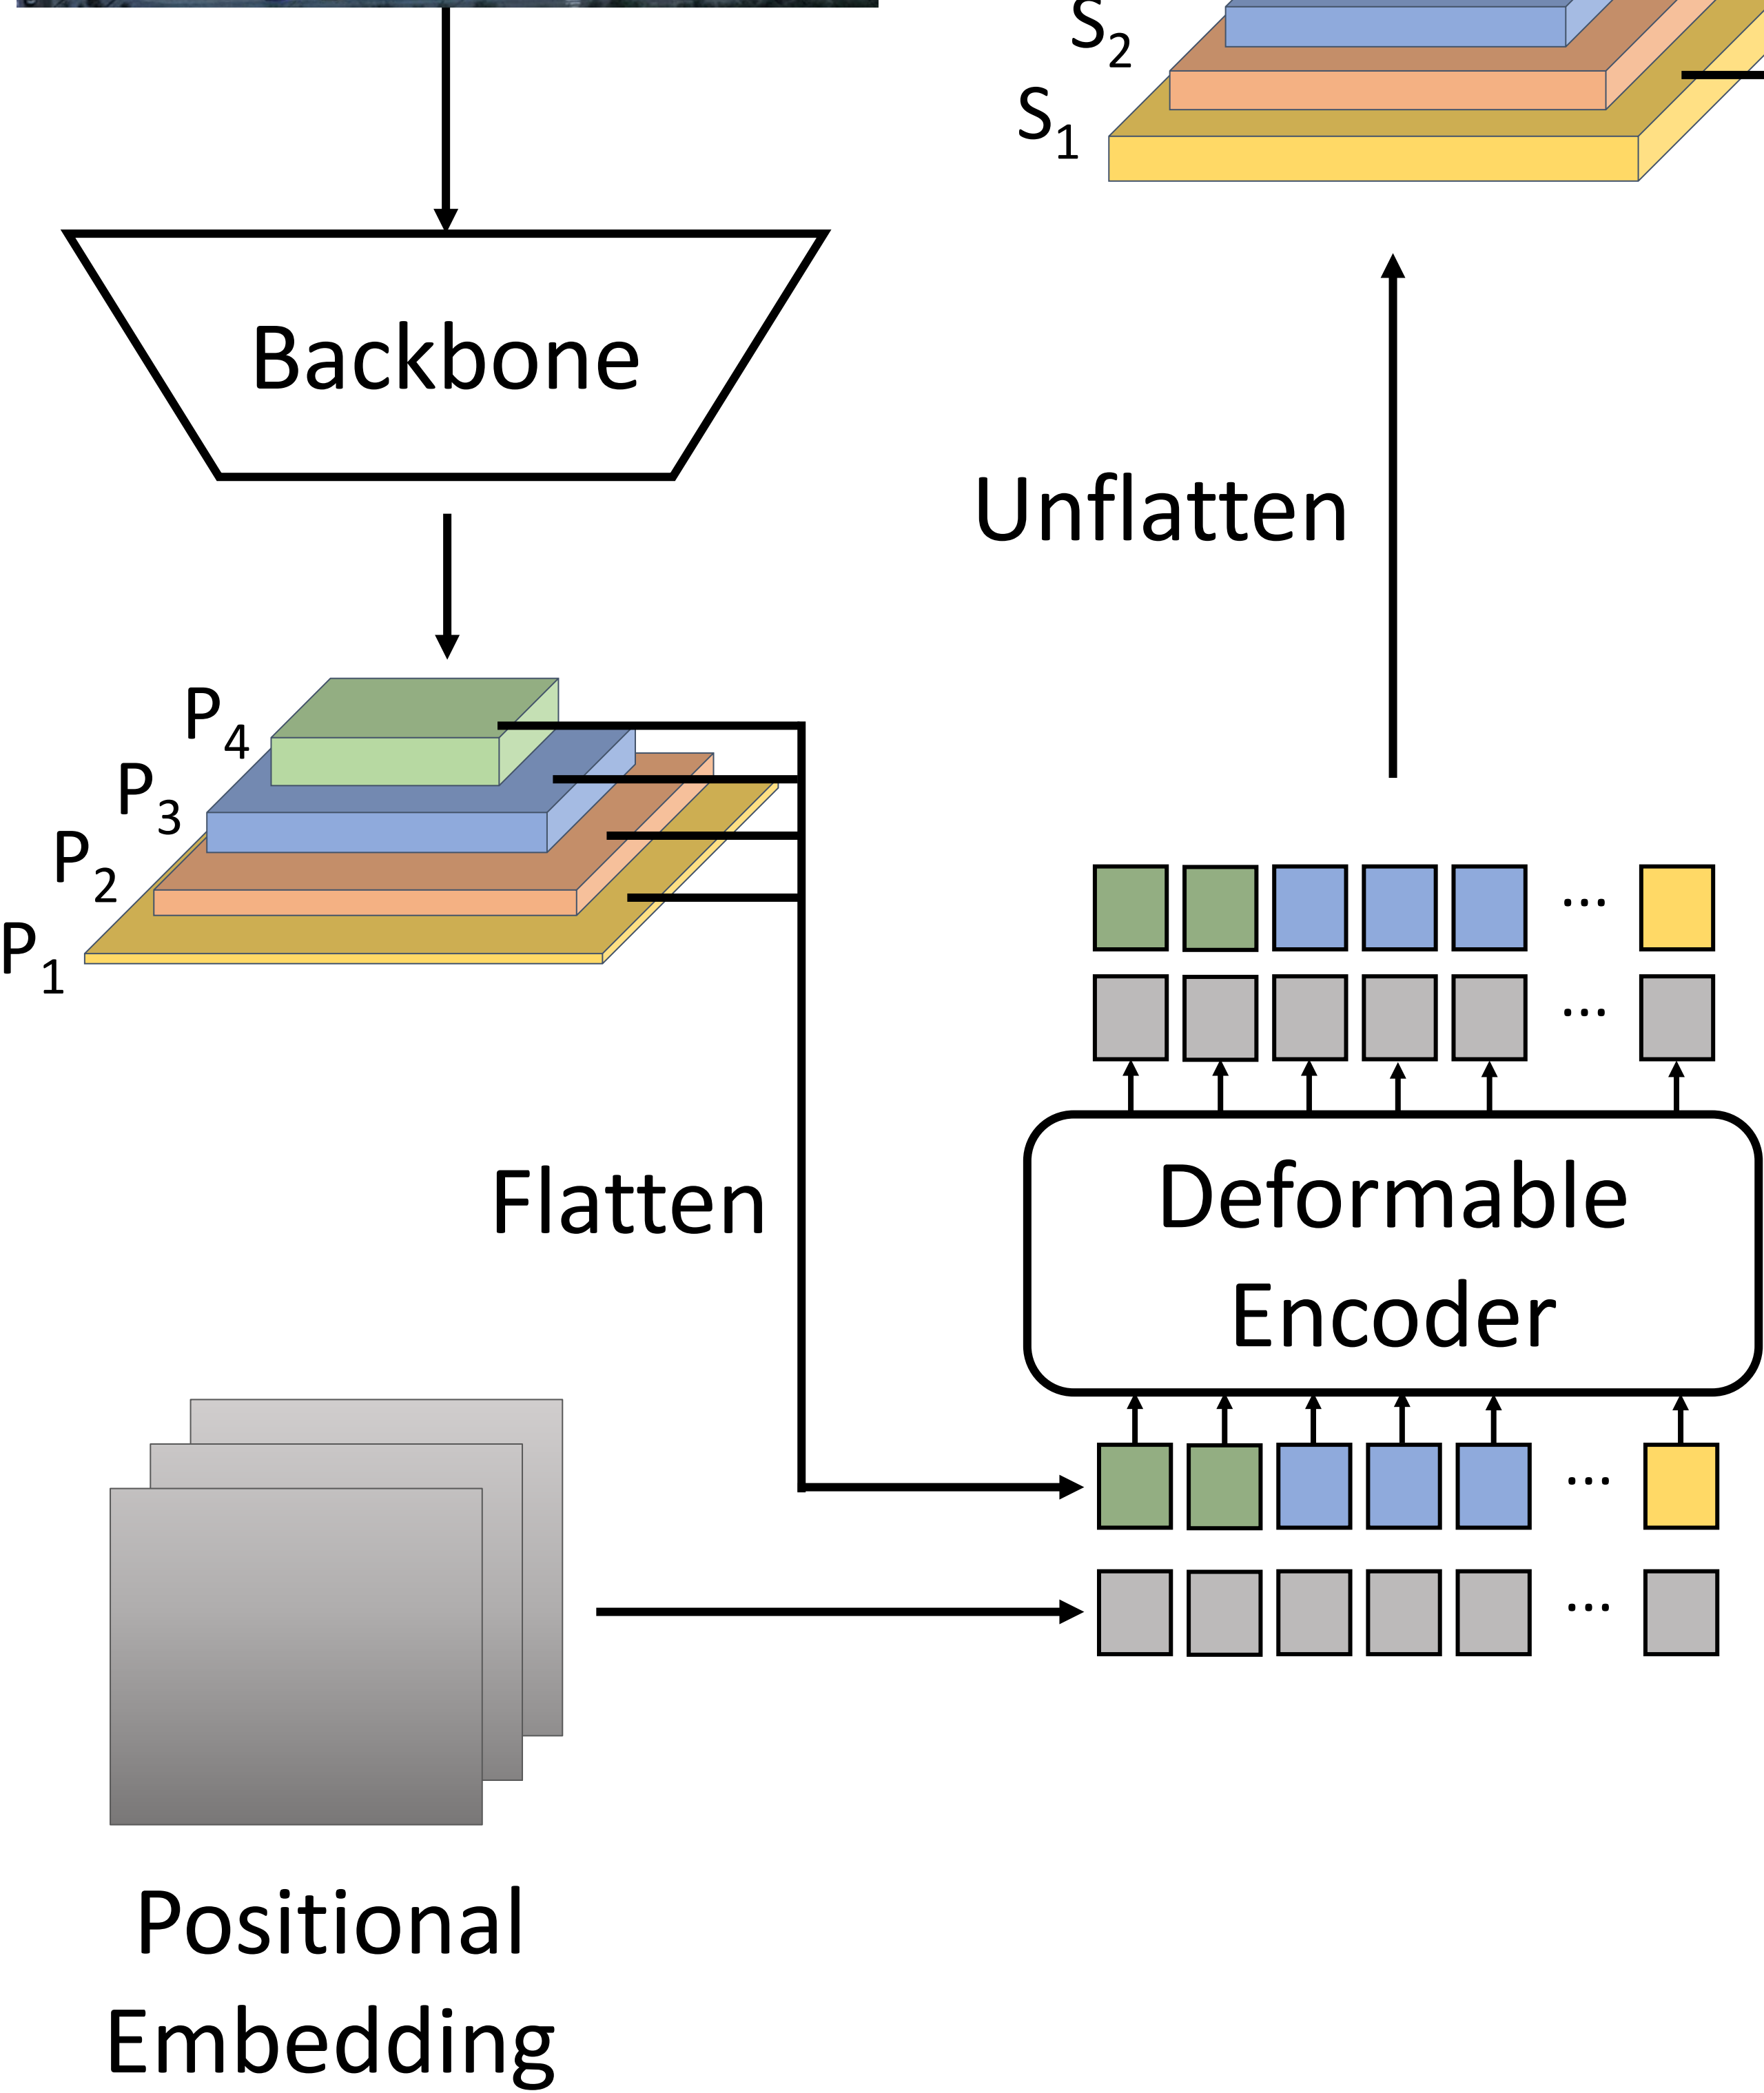 S2
S1
Backbone
Unflatten
P4
P3
P2
P1
...
...
Flatten
Deformable
Encoder
...
...
Positional
Embedding